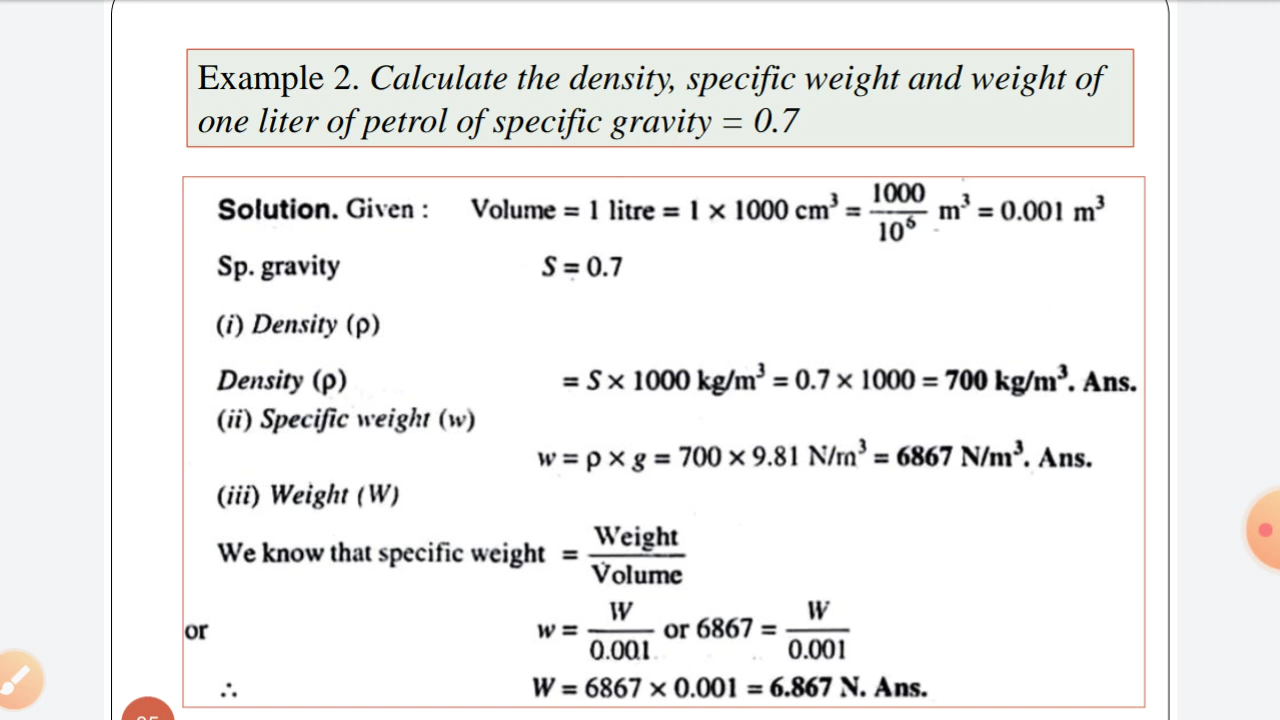 Example 2. Calculate the density, specific weight and weight of
one liter of petrol of specific gravity = 0.7
Solution. Given : Volume = 1 litre = 1 × 1000 cm³ = 1000/10⁶ m³ = 0.001 m³
Sp. gravity S = 0.7
(i) Density (ρ)
Density (ρ) = S × 1000 kg/m³ = 0.7 × 1000 = 700 kg/m³. Ans.
(ii) Specific weight (w)
w = ρ × g = 700 × 9.81 N/m³ = 6867 N/m³. Ans.
(iii) Weight (W)
We know that specific weight = Weight/Volume
or w = W/0.001 or 6867 = W/0.001
∴ W = 6867 × 0.001 = 6.867 N. Ans.